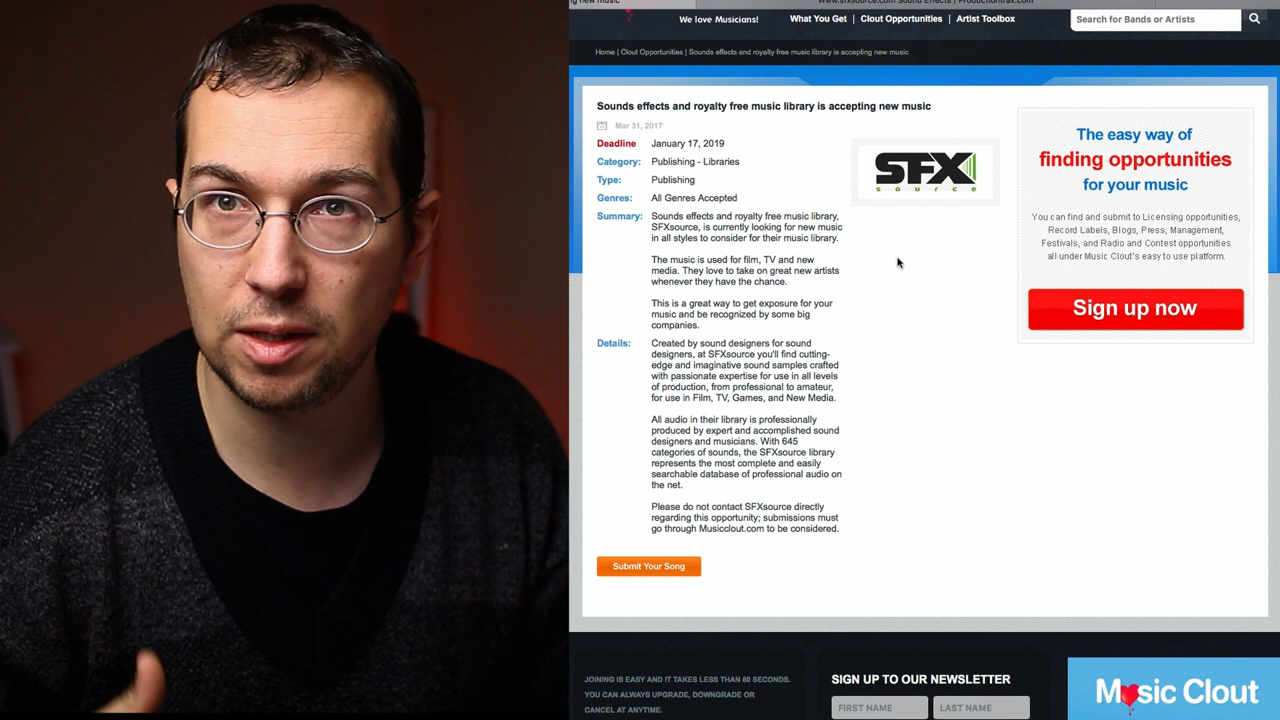 ng new music
www.sfxsource.com Sound Effects | Productiontrax.com
We love Musicians!
What You Get | Clout Opportunities | Artist Toolbox
Search for Bands or Artists
Home | Clout Opportunities | Sounds effects and royalty free music library is accepting new music
Sounds effects and royalty free music library is accepting new music
Mar 31, 2017
Deadline January 17, 2019
Category: Publishing - Libraries
Type: Publishing
Genres: All Genres Accepted
Summary: Sounds effects and royalty free music library,
SFXsource, is currently looking for new music
in all styles to consider for their music library.
The music is used for film, TV and new
media. They love to take on great new artists
whenever they have the chance.
This is a great way to get exposure for your
music and be recognized by some big
companies.
Details: Created by sound designers for sound
designers, at SFXsource you'll find cutting-
edge and imaginative sound samples crafted
with passionate expertise for use in all levels
of production, from professional to amateur,
for use in Film, TV, Games, and New Media.
All audio in their library is professionally
produced by expert and accomplished sound
designers and musicians. With 645
categories of sounds, the SFXsource library
represents the most complete and easily
searchable database of professional audio on
the net.
Please do not contact SFXsource directly
regarding this opportunity; submissions must
go through Musicclout.com to be considered.
Submit Your Song
SFX
source
The easy way of
finding opportunities
for your music
You can find and submit to Licensing opportunities,
Record Labels, Blogs, Press, Management,
Festivals, and Radio and Contest opportunities
all under Music Clout's easy to use platform.
Sign up now
JOINING IS EASY AND IT TAKES LESS THAN 60 SECONDS.
YOU CAN ALWAYS UPGRADE, DOWNGRADE OR
CANCEL AT ANYTIME.
SIGN UP TO OUR NEWSLETTER
FIRST NAME
LAST NAME
Music Clout